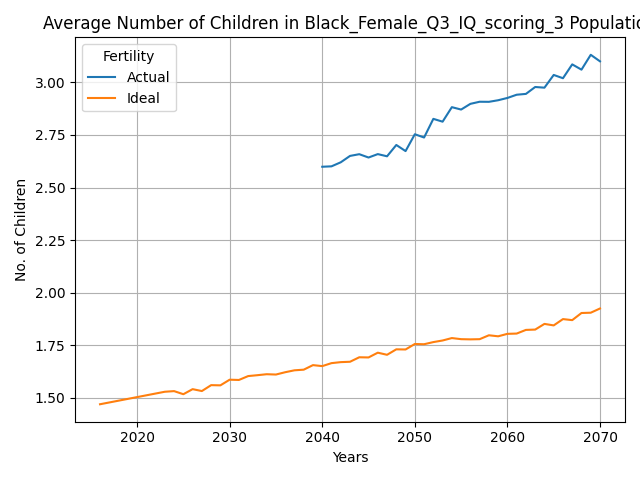 Average Number of Children in Black_Female_Q3_IQ_scoring_3 Populatio
Fertility
Actual
Ideal
No. of Children
3.00
2.75
2.50
2.25
2.00
1.75
1.50
2020 2030 2040 2050 2060 2070
Years